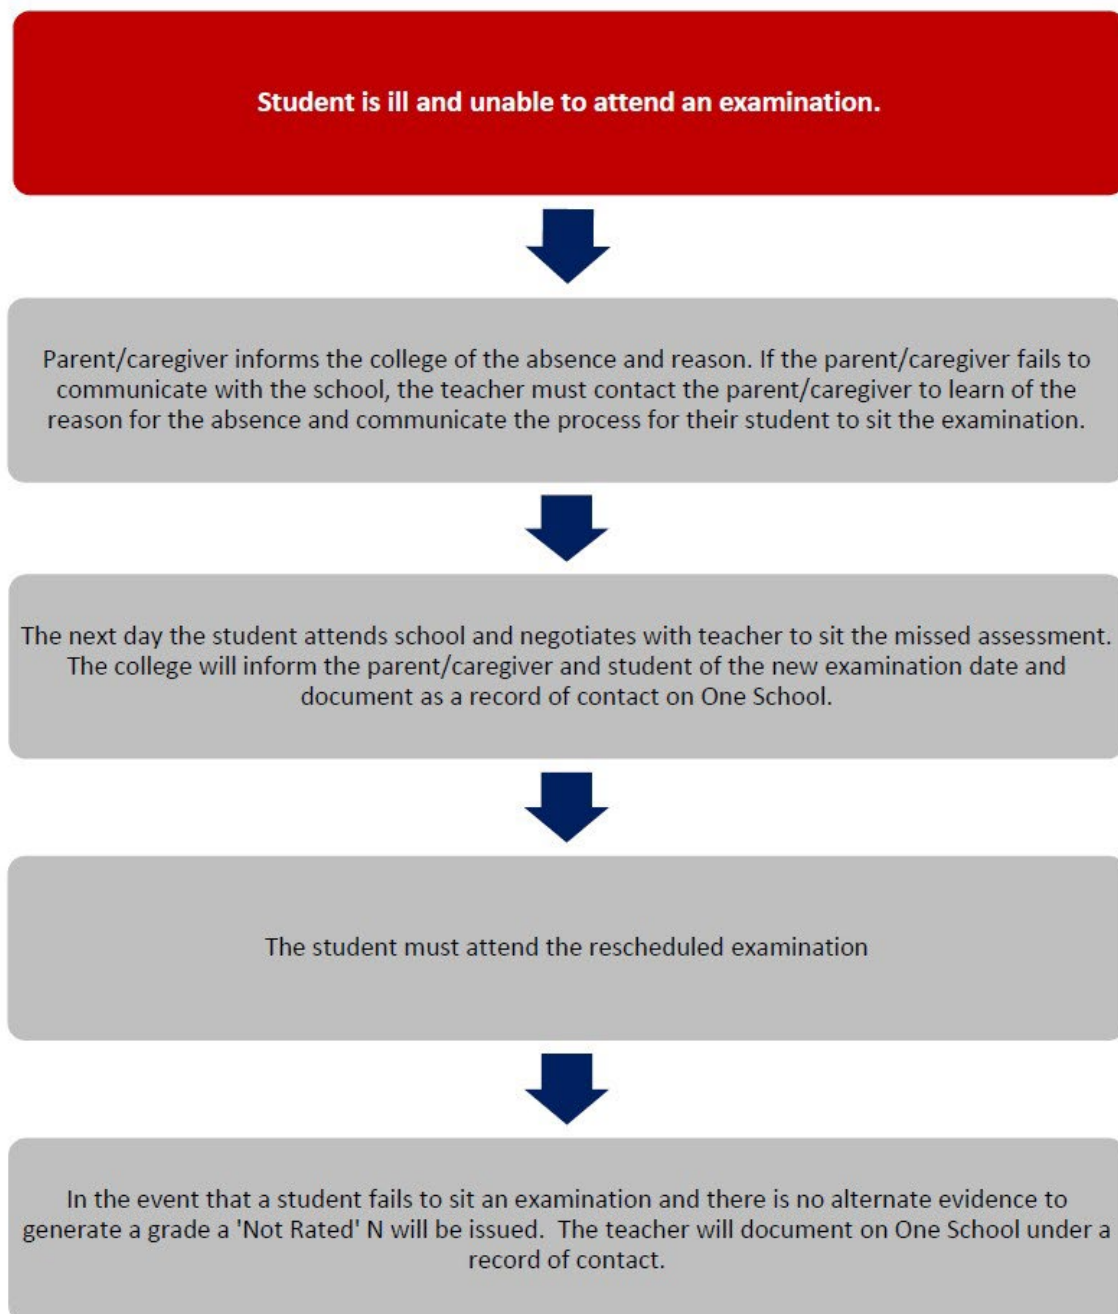 Student is ill and unable to attend an examination.
Parent/caregiver informs the college of the absence and reason. If the parent/caregiver fails to
communicate with the school, the teacher must contact the parent/caregiver to learn of the
reason for the absence and communicate the process for their student to sit the examination.
The next day the student attends school and negotiates with teacher to sit the missed assessment.
The college will inform the parent/caregiver and student of the new examination date and
document as a record of contact on One School.
The student must attend the rescheduled examination
In the event that a student fails to sit an examination and there is no alternate evidence to
generate a grade a 'Not Rated' N will be issued.  The teacher will document on One School under a
record of contact.